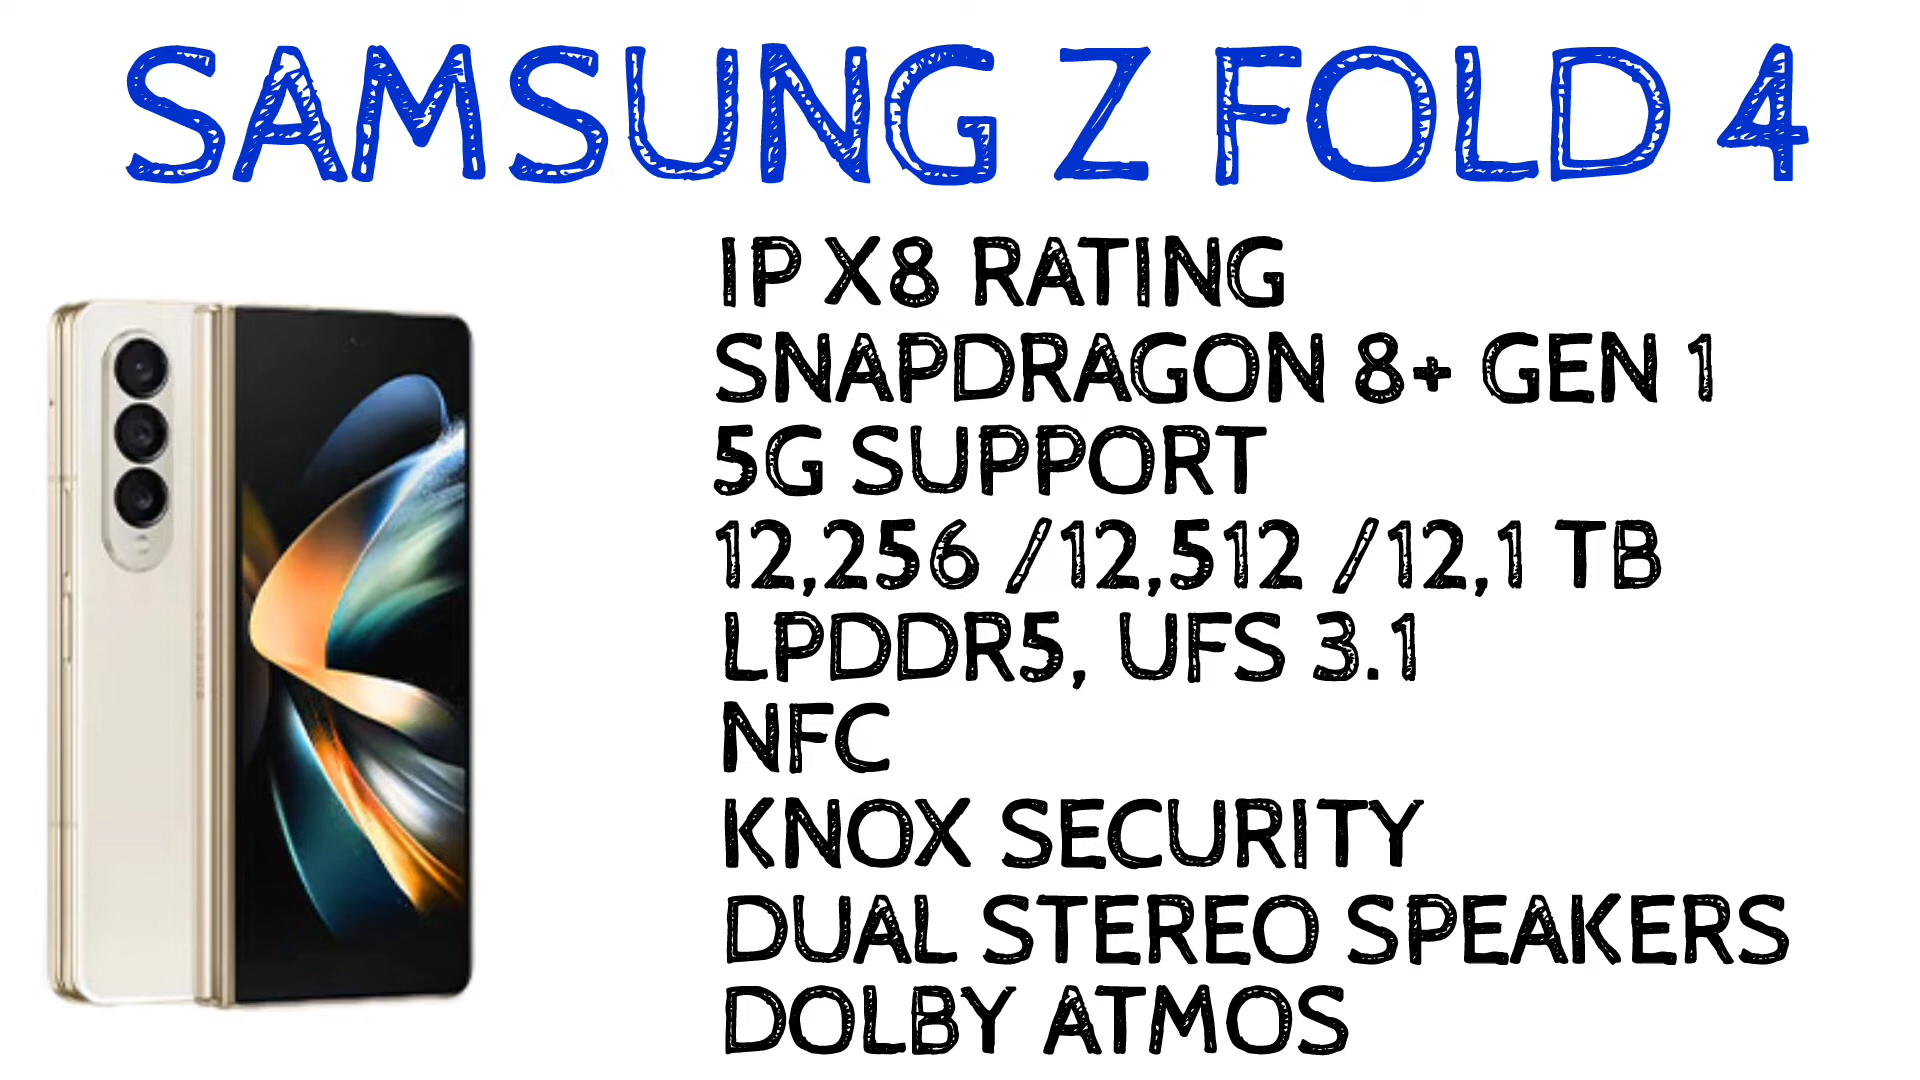 SAMSUNG Z FOLD 4
IP X8 RATING
SNAPDRAGON 8+ GEN 1
5G SUPPORT
12,256 /12,512 /12,1 TB
LPDDR5, UFS 3.1
NFC
KNOX SECURITY
DUAL STEREO SPEAKERS
DOLBY ATMOS